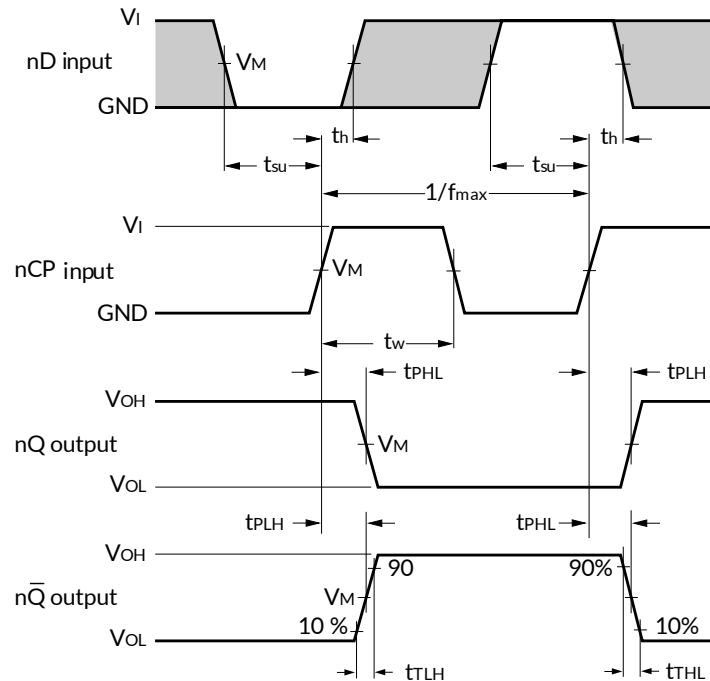 VI
nD input
VM
GND
th
th
tsu
tsu
1/fmax
VI
nCP input
VM
GND
tw
tPHL
tPLH
VOH
nQ output
VM
VOL
tPLH
tPHL
VOH
90
90%
nQ̅ output
VM
10 %
10%
VOL
tTLH
tTHL